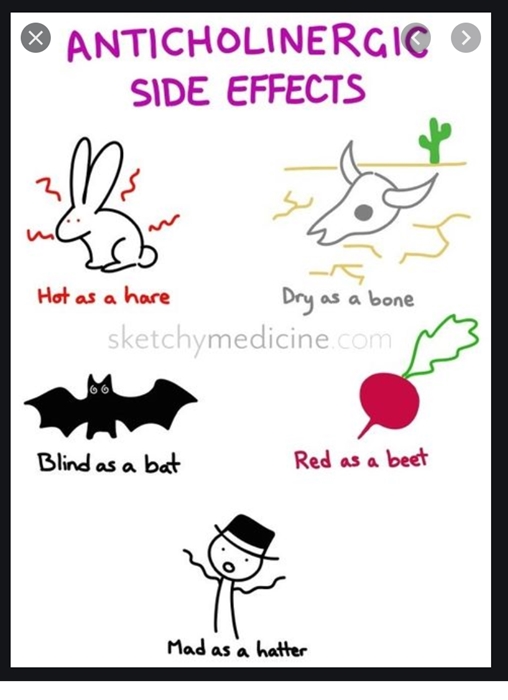 ANTICHOLINERGIC
SIDE EFFECTS
Hot as a hare
Dry as a bone
sketchymedicine.com
Blind as a bat
Red as a beet
Mad as a hatter